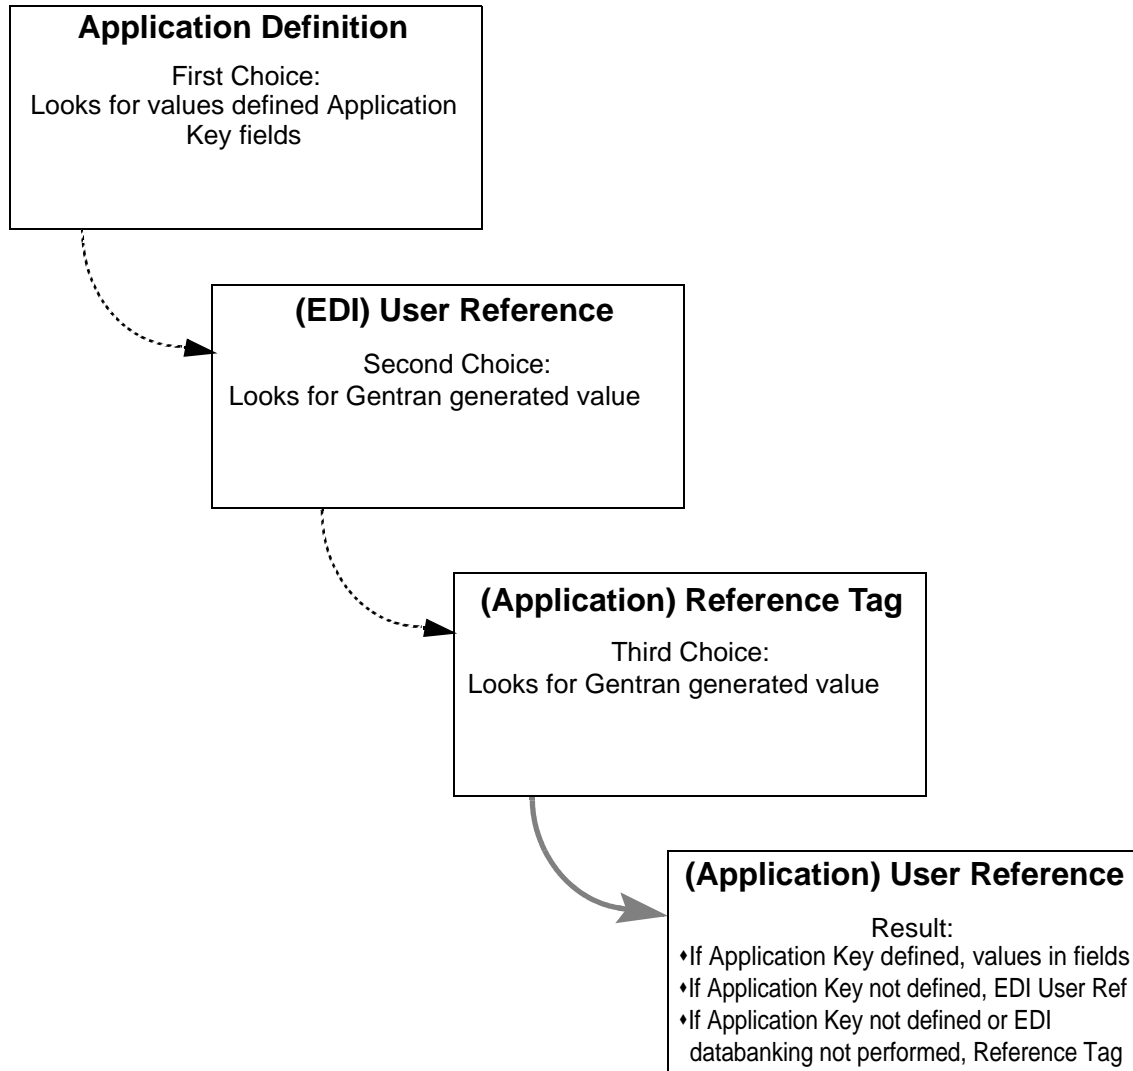 Application Definition
First Choice:
Looks for values defined Application
Key fields
(EDI) User Reference
Second Choice:
Looks for Gentran generated value
(Application) Reference Tag
Third Choice:
Looks for Gentran generated value
(Application) User Reference
Result:
♦If Application Key defined, values in fields
♦If Application Key not defined, EDI User Ref
♦If Application Key not defined or EDI
databanking not performed, Reference Tag